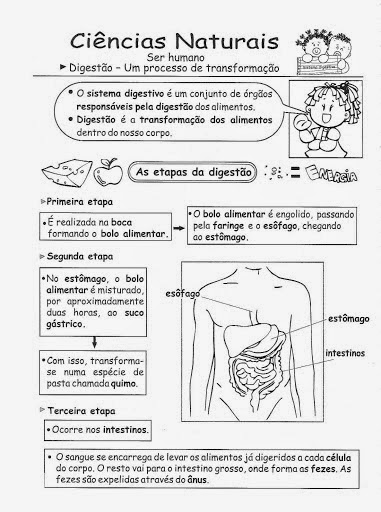 Ciências Naturais
Ser humano
► Digestão – Um processo de transformação
• O sistema digestivo é um conjunto de órgãos
responsáveis pela digestão dos alimentos.
• Digestão é a transformação dos alimentos
dentro do nosso corpo.
As etapas da digestão
= ENERGIA
►Primeira etapa
•É realizada na boca
formando o bolo alimentar.
•O bolo alimentar é engolido, passando
pela faringe e o esôfago, chegando
ao estômago.
► Segunda etapa
•No estômago, o bolo
alimentar é misturado,
por aproximadamente
duas horas, ao suco
gástrico.
•Com isso, transforma-
se numa espécie de
pasta chamada quimo.
esôfago
estômago
intestinos
► Terceira etapa
•Ocorre nos intestinos.
• O sangue se encarrega de levar os alimentos já digeridos a cada célula
do corpo. O resto vai para o intestino grosso, onde forma as fezes. As
fezes são expelidas através do ânus.